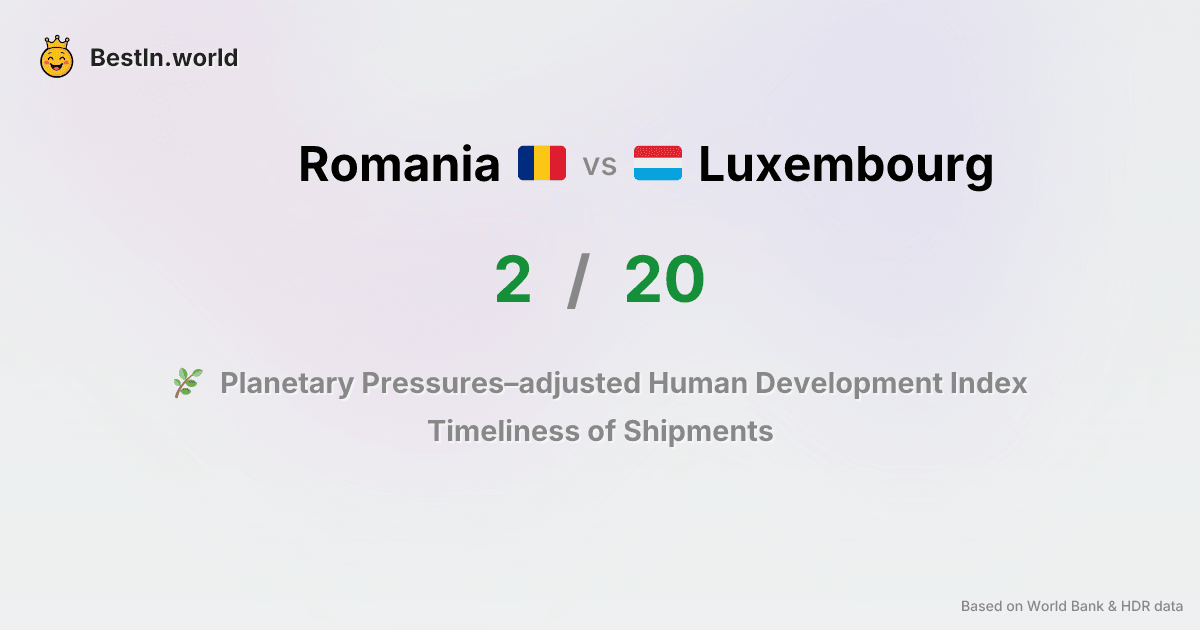 BestIn.world
Romania vs Luxembourg
2 / 20
Planetary Pressures–adjusted Human Development Index
Timeliness of Shipments
Based on World Bank & HDR data